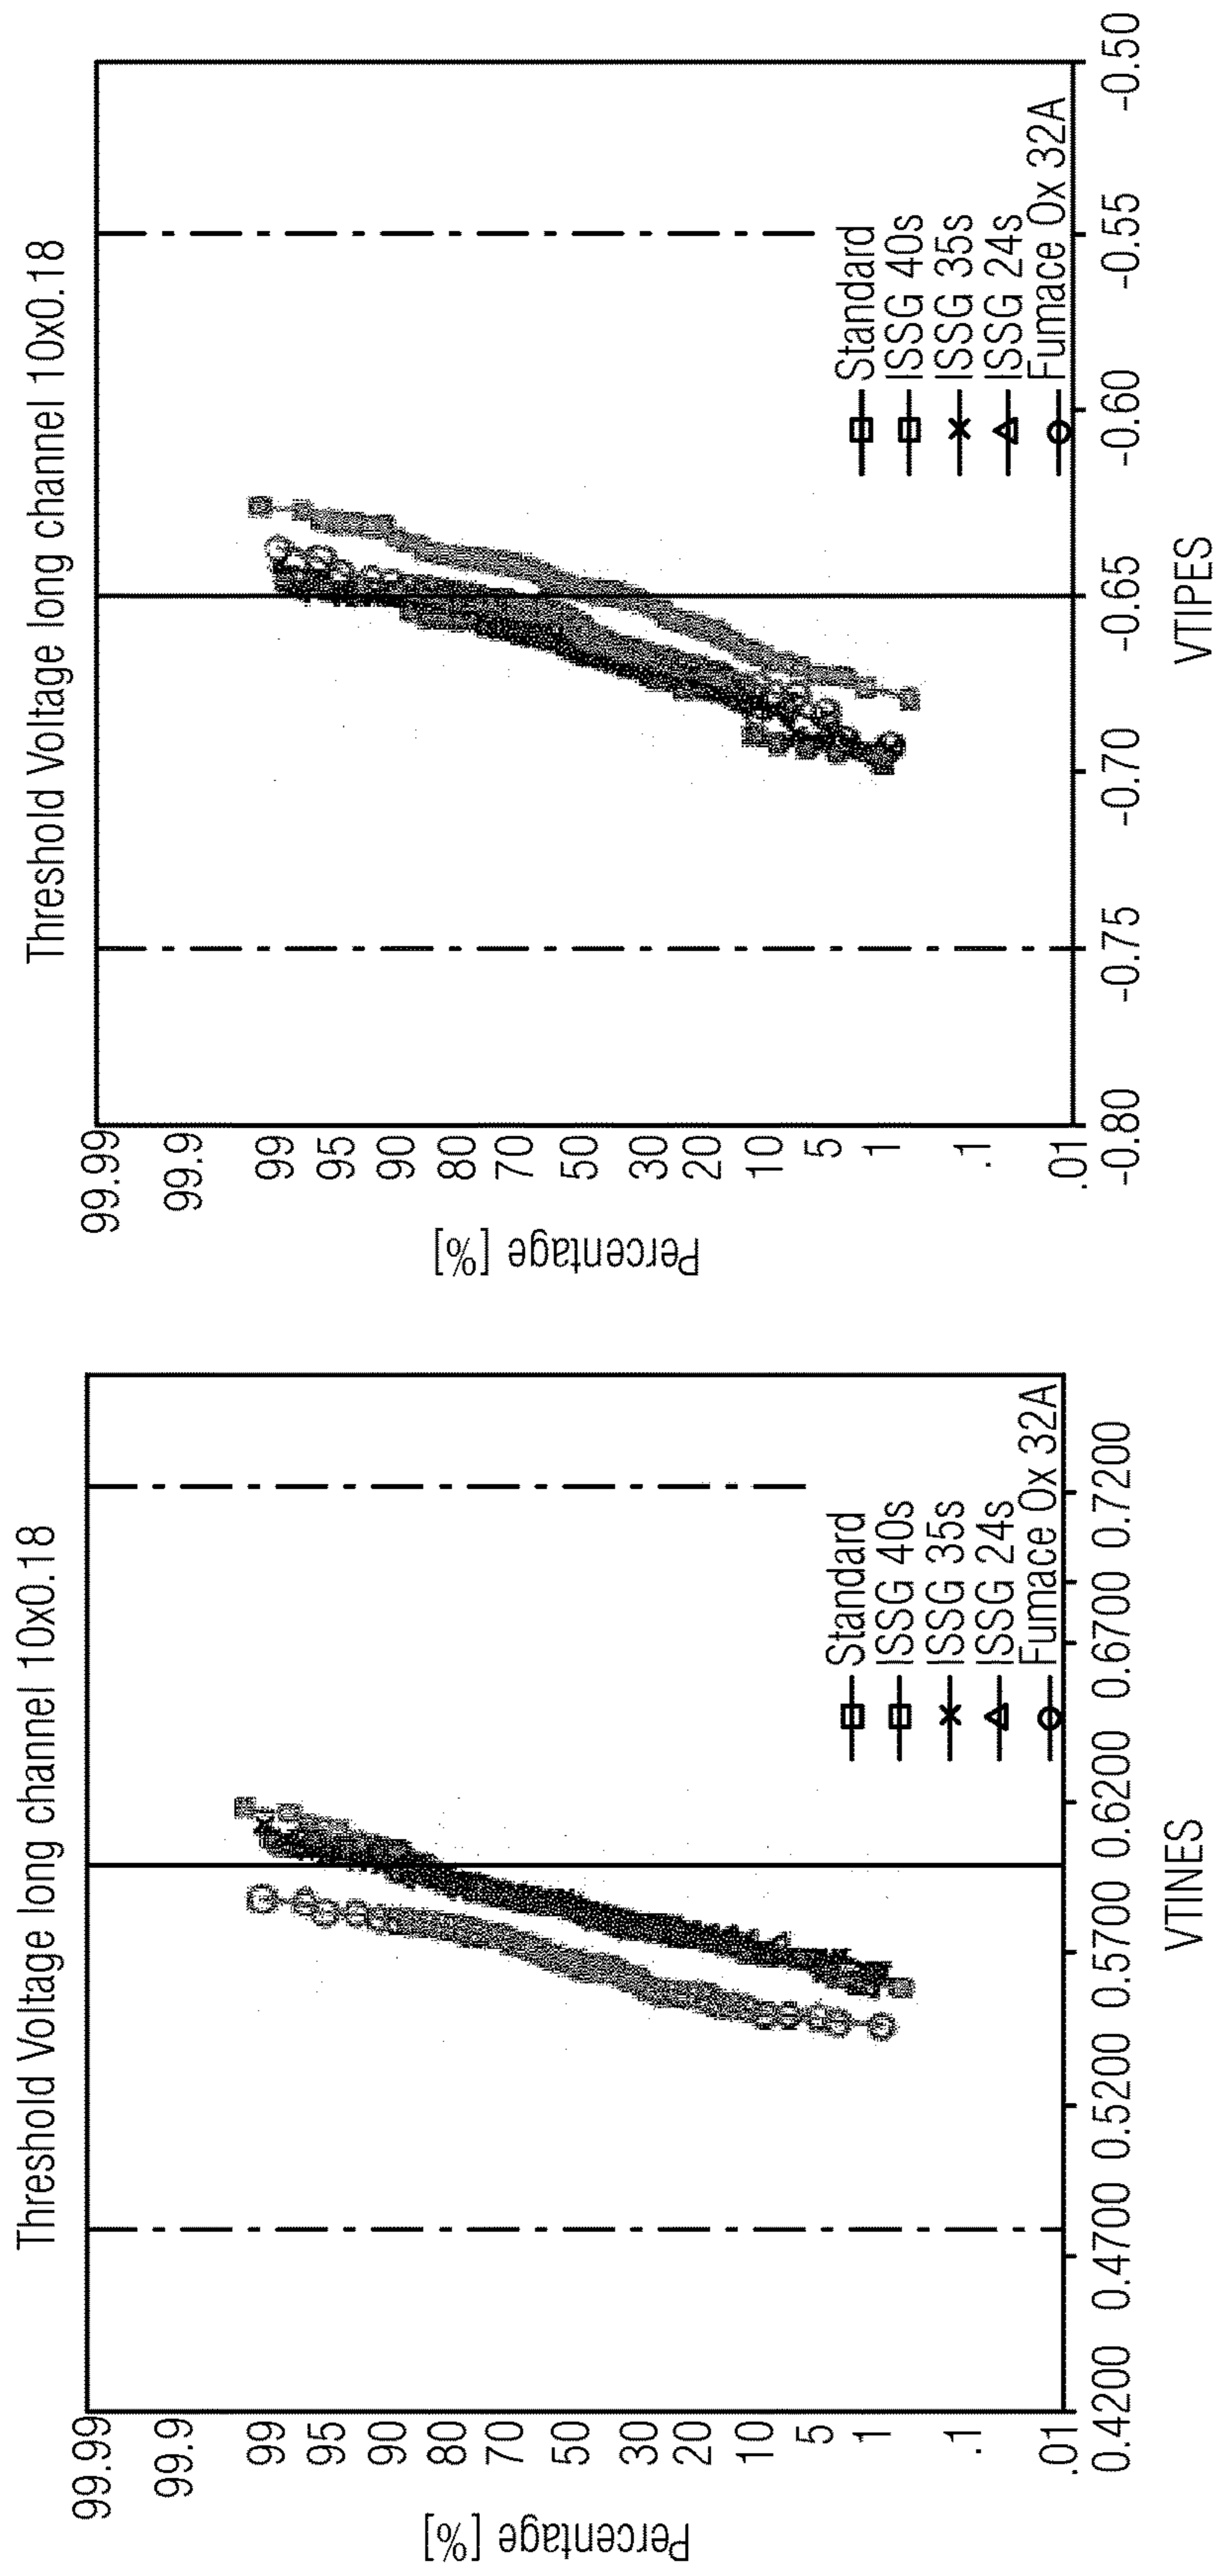 Threshold Voltage long channel 10x0.18
Percentage [%]
99.99
99.9
99
95
90
80
70
50
30
20
10
5
1
.1
.01
Standard
ISSG 40s
ISSG 35s
ISSG 24s
Furnace Ox 32A
0.4200 0.4700 0.5200 0.5700 0.6200 0.6700 0.7200
VTINES
Threshold Voltage long channel 10x0.18
Percentage [%]
99.99
99.9
99
95
90
80
70
50
30
20
10
5
1
.1
.01
Standard
ISSG 40s
ISSG 35s
ISSG 24s
Furnace Ox 32A
-0.80 -0.75 -0.70 -0.65 -0.60 -0.55 -0.50
VTIPES